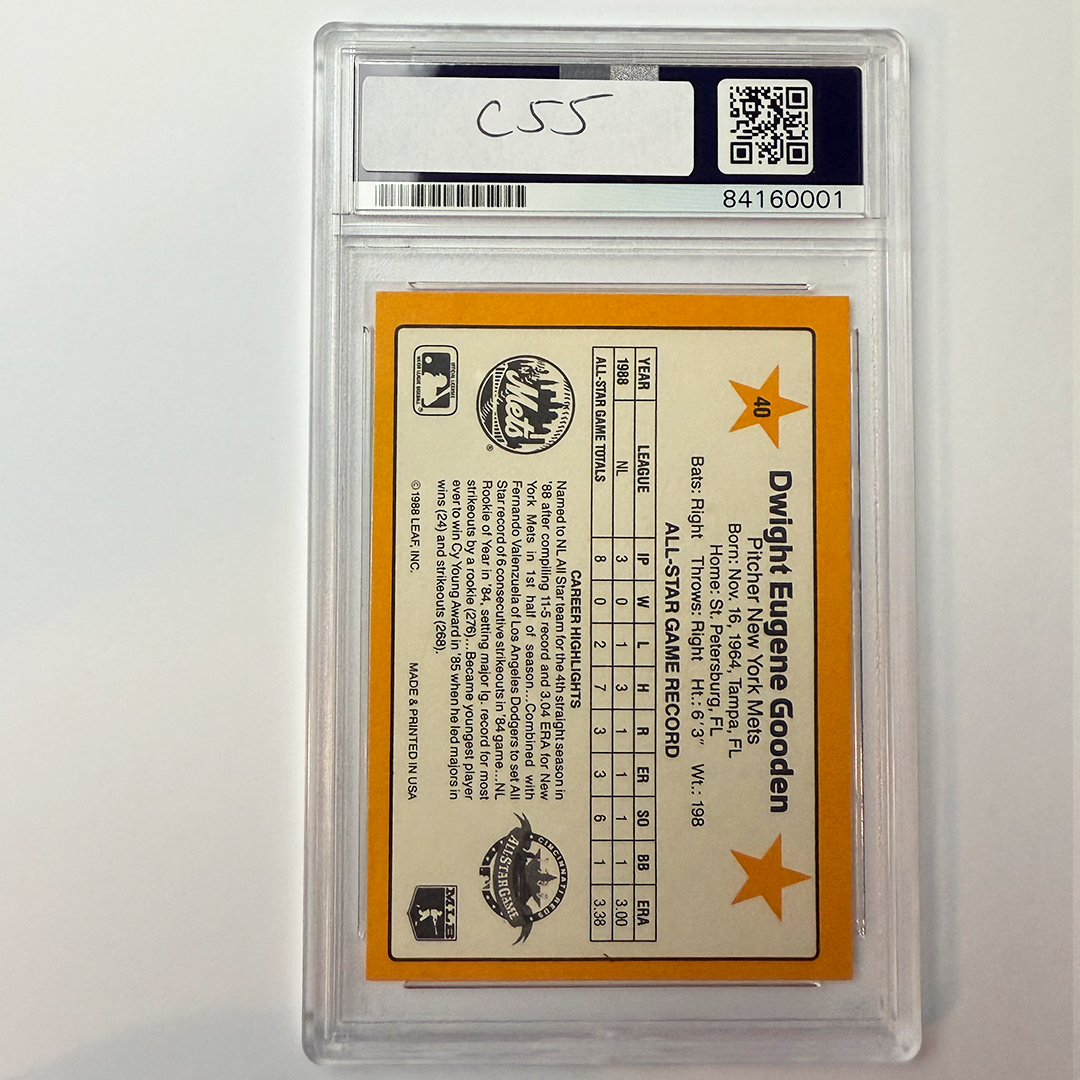 C55
84160001
40
Dwight Eugene Gooden
Pitcher New York Mets
Born: Nov. 16, 1964, Tampa, FL
Home: St. Petersburg, FL
Bats: Right Throws: Right Ht.: 6'3" Wt.: 198
ALL-STAR GAME RECORD
YEAR LEAGUE IP W L H R ER SO BB ERA
1988 NL 3 0 1 3 1 1 1 1 3.00
ALL-STAR GAME TOTALS 8 0 2 7 3 3 6 1 3.38
Mets
®
CAREER HIGHLIGHTS
Named to NL All Star team for the 4th straight season in
'88 after compiling 11-5 record and 3.04 ERA for New
York Mets in 1st half of season...Combined with
Fernando Valenzuela of Los Angeles Dodgers to set All
Star record of 6 consecutive strikeouts in '84 game...NL
Rookie of Year in '84, setting major lg. record for most
strikeouts by a rookie (276)...Became youngest player
ever to win Cy Young Award in '85 when he led majors in
wins (24) and strikeouts (268).
CINCINNATI REDS
ALL-STAR GAME
©1988 LEAF, INC. MADE & PRINTED IN USA
MLB